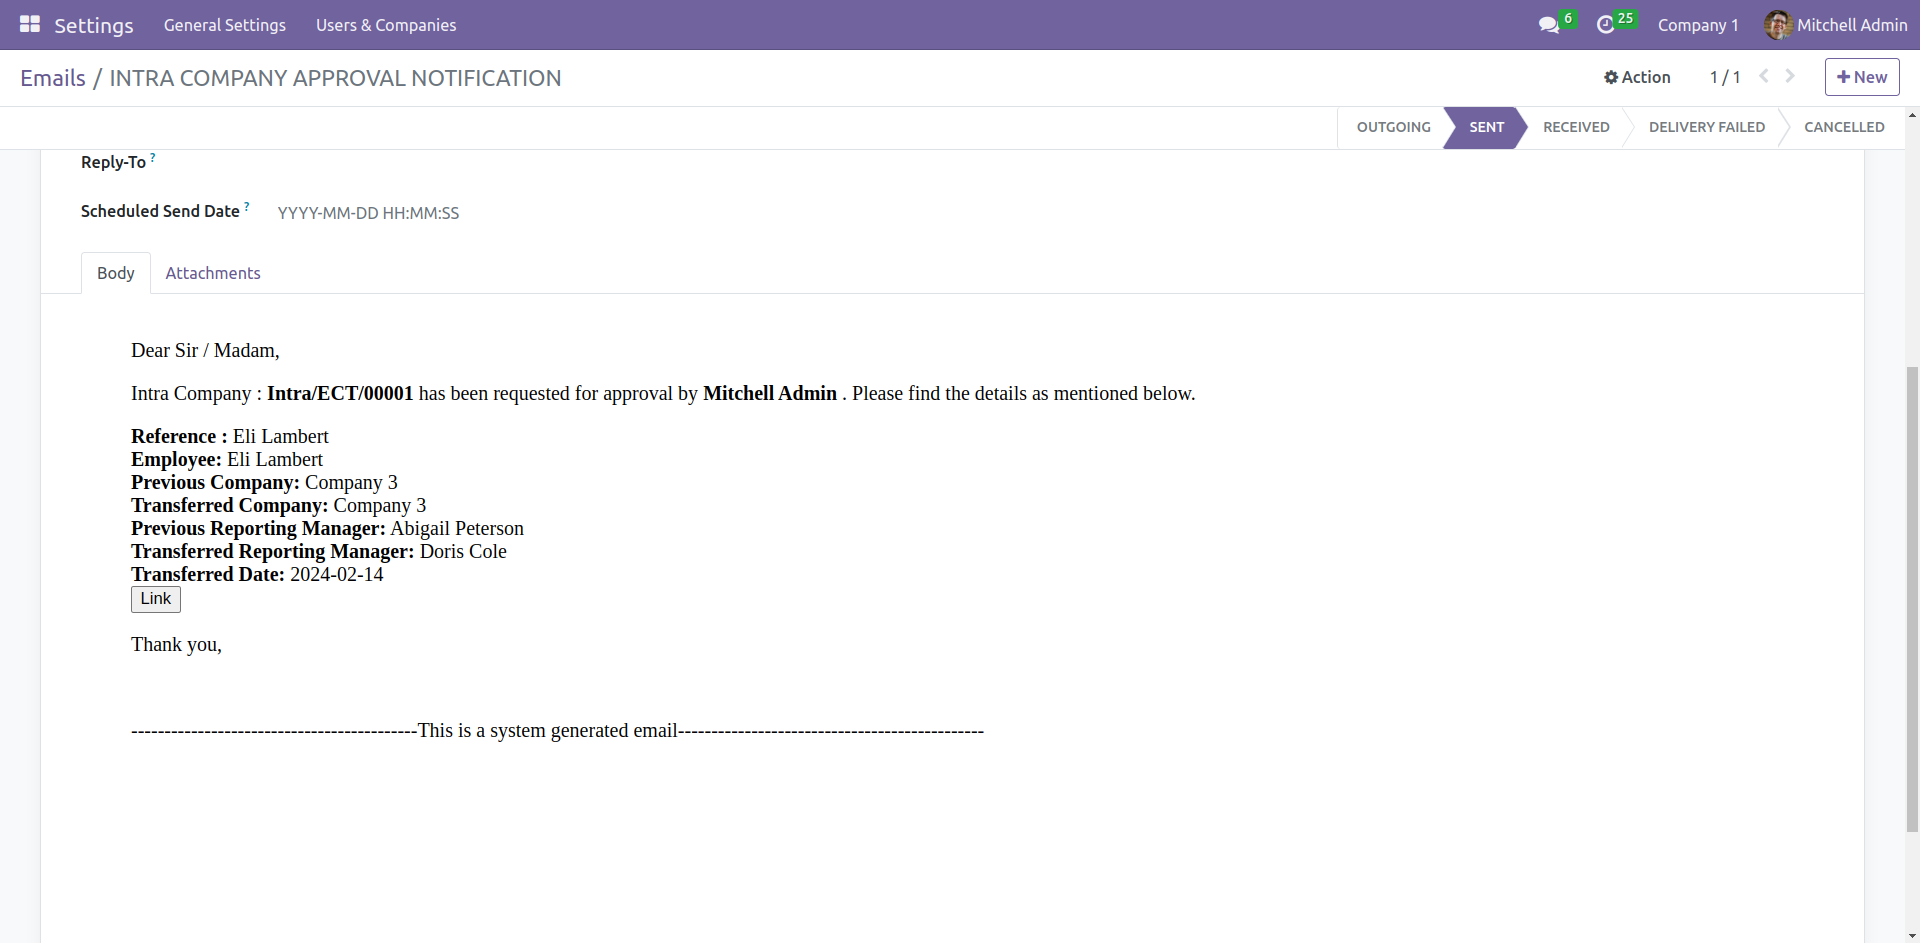 Settings General Settings Users & Companies 6 25 Company 1 Mitchell Admin
Emails / INTRA COMPANY APPROVAL NOTIFICATION Action 1 / 1 New
OUTGOING SENT RECEIVED DELIVERY FAILED CANCELLED
Reply-To ?
Scheduled Send Date ? YYYY-MM-DD HH:MM:SS
Body Attachments
Dear Sir / Madam,
Intra Company : Intra/ECT/00001 has been requested for approval by Mitchell Admin . Please find the details as mentioned below.
Reference : Eli Lambert
Employee: Eli Lambert
Previous Company: Company 3
Transferred Company: Company 3
Previous Reporting Manager: Abigail Peterson
Transferred Reporting Manager: Doris Cole
Transferred Date: 2024-02-14
Link
Thank you,
-------------------------------------------This is a system generated email----------------------------------------------